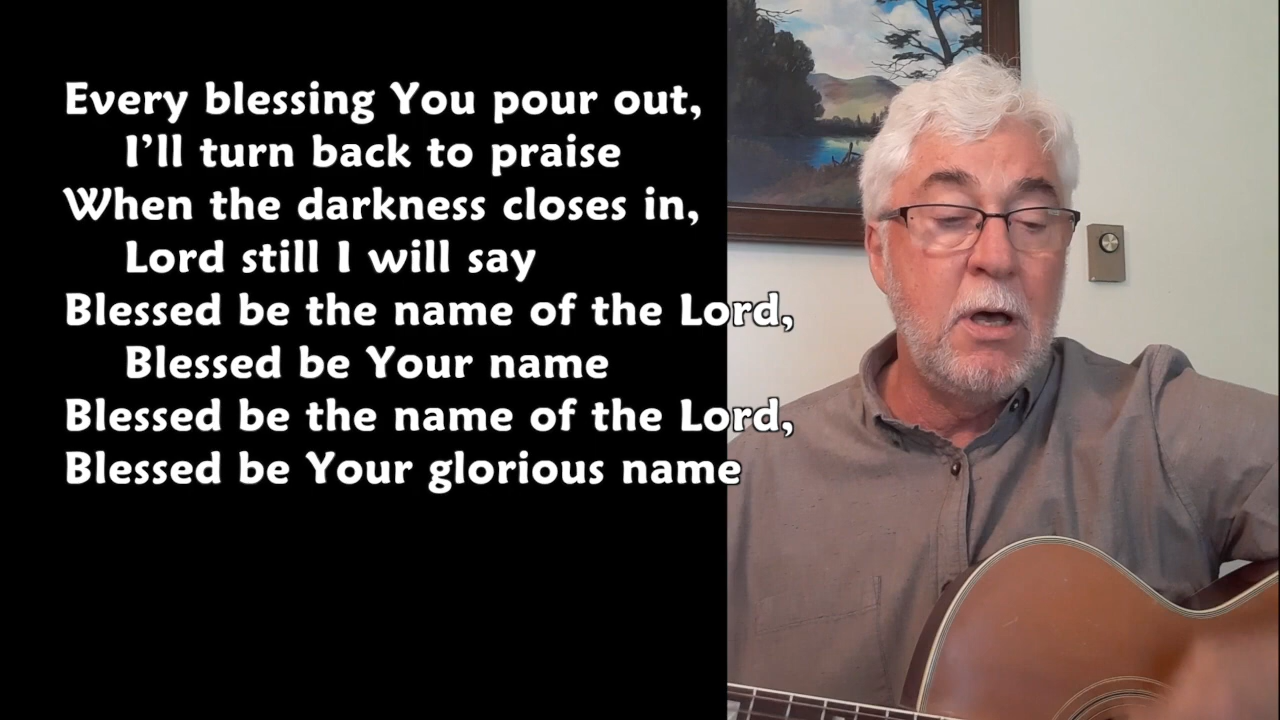 Every blessing You pour out,
I’ll turn back to praise
When the darkness closes in,
Lord still I will say
Blessed be the name of the Lord,
Blessed be Your name
Blessed be the name of the Lord,
Blessed be Your glorious name